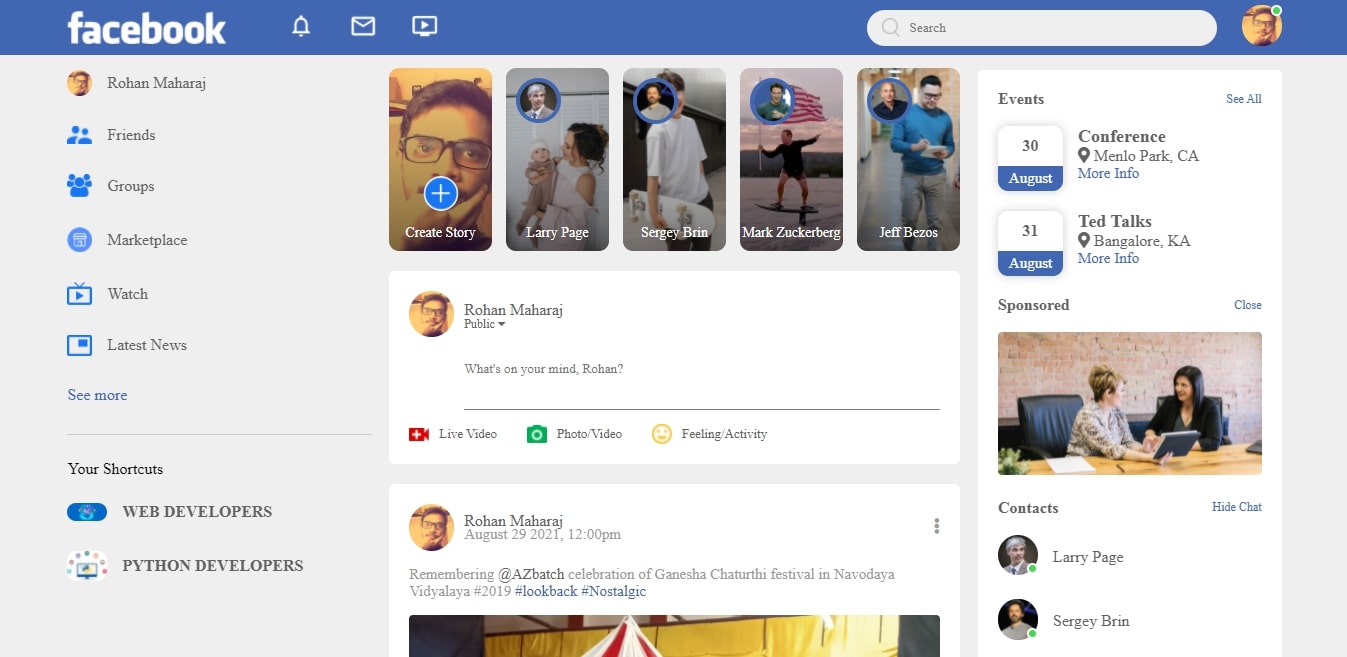 facebook
Search
Rohan Maharaj
Friends
Groups
Marketplace
Watch
Latest News
See more
Your Shortcuts
WEB DEVELOPERS
PYTHON DEVELOPERS
Create Story
Larry Page
Sergey Brin
Mark Zuckerberg
Jeff Bezos
Rohan Maharaj
Public
What's on your mind, Rohan?
Live Video
Photo/Video
Feeling/Activity
Rohan Maharaj
August 29 2021, 12:00pm
Remembering @AZbatch celebration of Ganesha Chaturthi festival in Navodaya
Vidyalaya #2019 #lookback #Nostalgic
Events
See All
30
August
Conference
Menlo Park, CA
More Info
31
August
Ted Talks
Bangalore, KA
More Info
Sponsored
Close
Contacts
Hide Chat
Larry Page
Sergey Brin